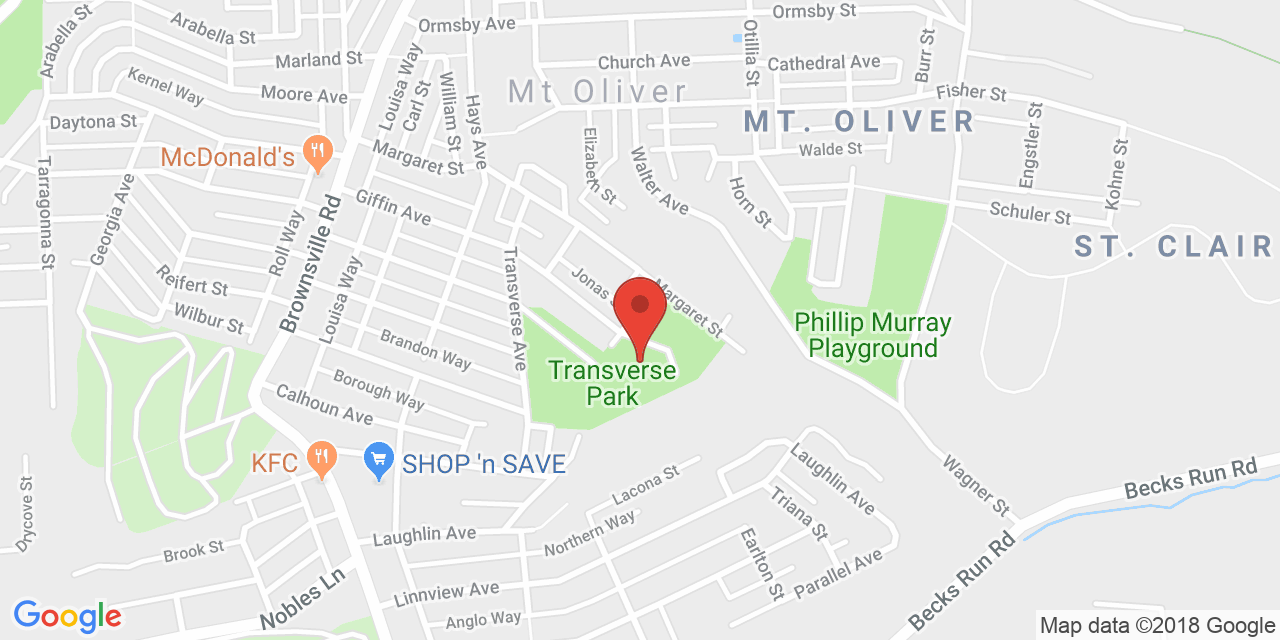 Ormsby St
Ormsby Ave
Arabella St
Arabella St
Marland St
Church Ave
Otillia St
Cathedral Ave
Burr St
Kernel Way
Moore Ave
Louisa Way
Carl St
William St
Hays Ave
Mt Oliver
Fisher St
MT. OLIVER
Daytona St
McDonald's
Margaret St
Elizabeth St
Walter Ave
Walde St
Engstler St
Kohne St
Tarragonna St
Georgia Ave
Giffin Ave
Horn St
Schuler St
ST. CLAIR
Roll Way
Brownsville Rd
Reifert St
Wilbur St
Louisa Way
Transverse Ave
Jonas
Margaret St
Phillip Murray
Playground
Brandon Way
Transverse
Park
Borough Way
Calhoun Ave
KFC
SHOP 'n SAVE
Lacona St
Laughlin Ave
Triana St
Wagner St
Becks Run Rd
Drycove St
Brook St
Laughlin Ave
Northern Way
Earlton St
Parallel Ave
Becks Run Rd
Nobles Ln
Linnview Ave
Anglo Way
Google
Map data ©2018 Google